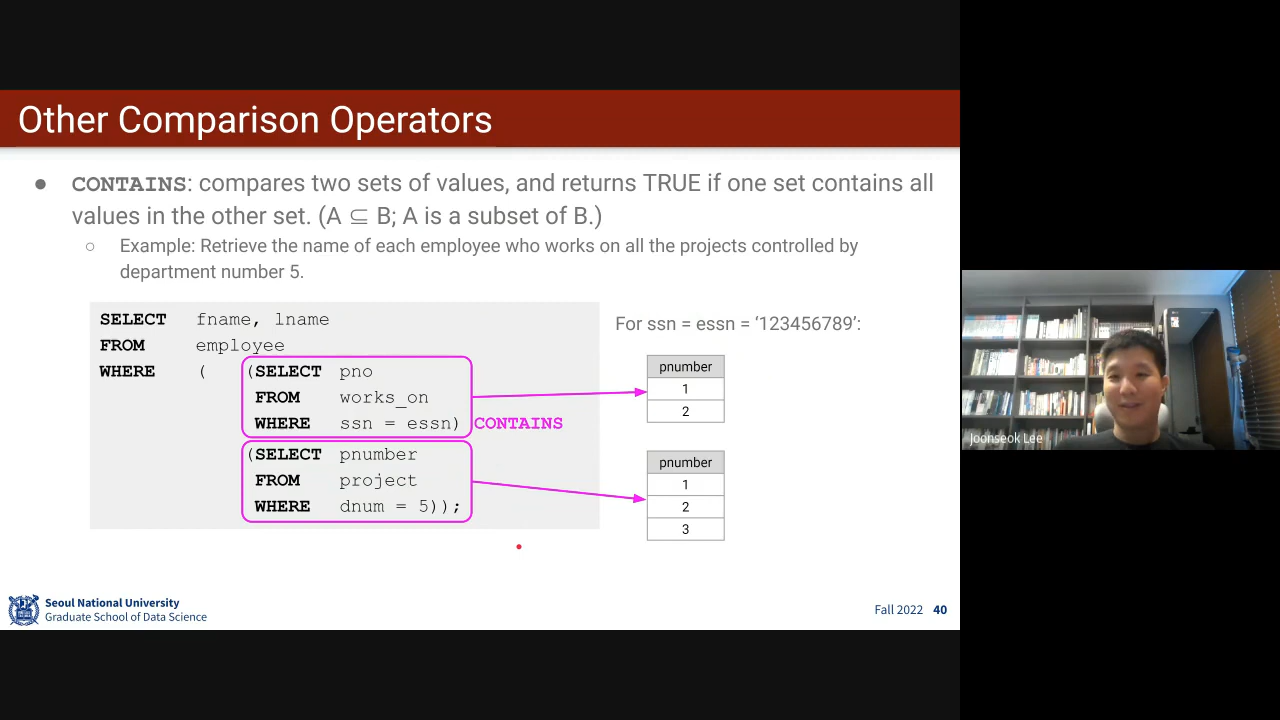 Other Comparison Operators
● CONTAINS: compares two sets of values, and returns TRUE if one set contains all
values in the other set. (A ⊆ B; A is a subset of B.)
○ Example: Retrieve the name of each employee who works on all the projects controlled by
department number 5.
SELECT fname, lname
FROM employee
WHERE ( (SELECT pno
FROM works_on
WHERE ssn = essn) CONTAINS
(SELECT pnumber
FROM project
WHERE dnum = 5));
For ssn = essn = ‘123456789’:
pnumber
1
2
pnumber
1
2
3
Joonseok Lee
Seoul National University
Graduate School of Data Science
Fall 2022 40